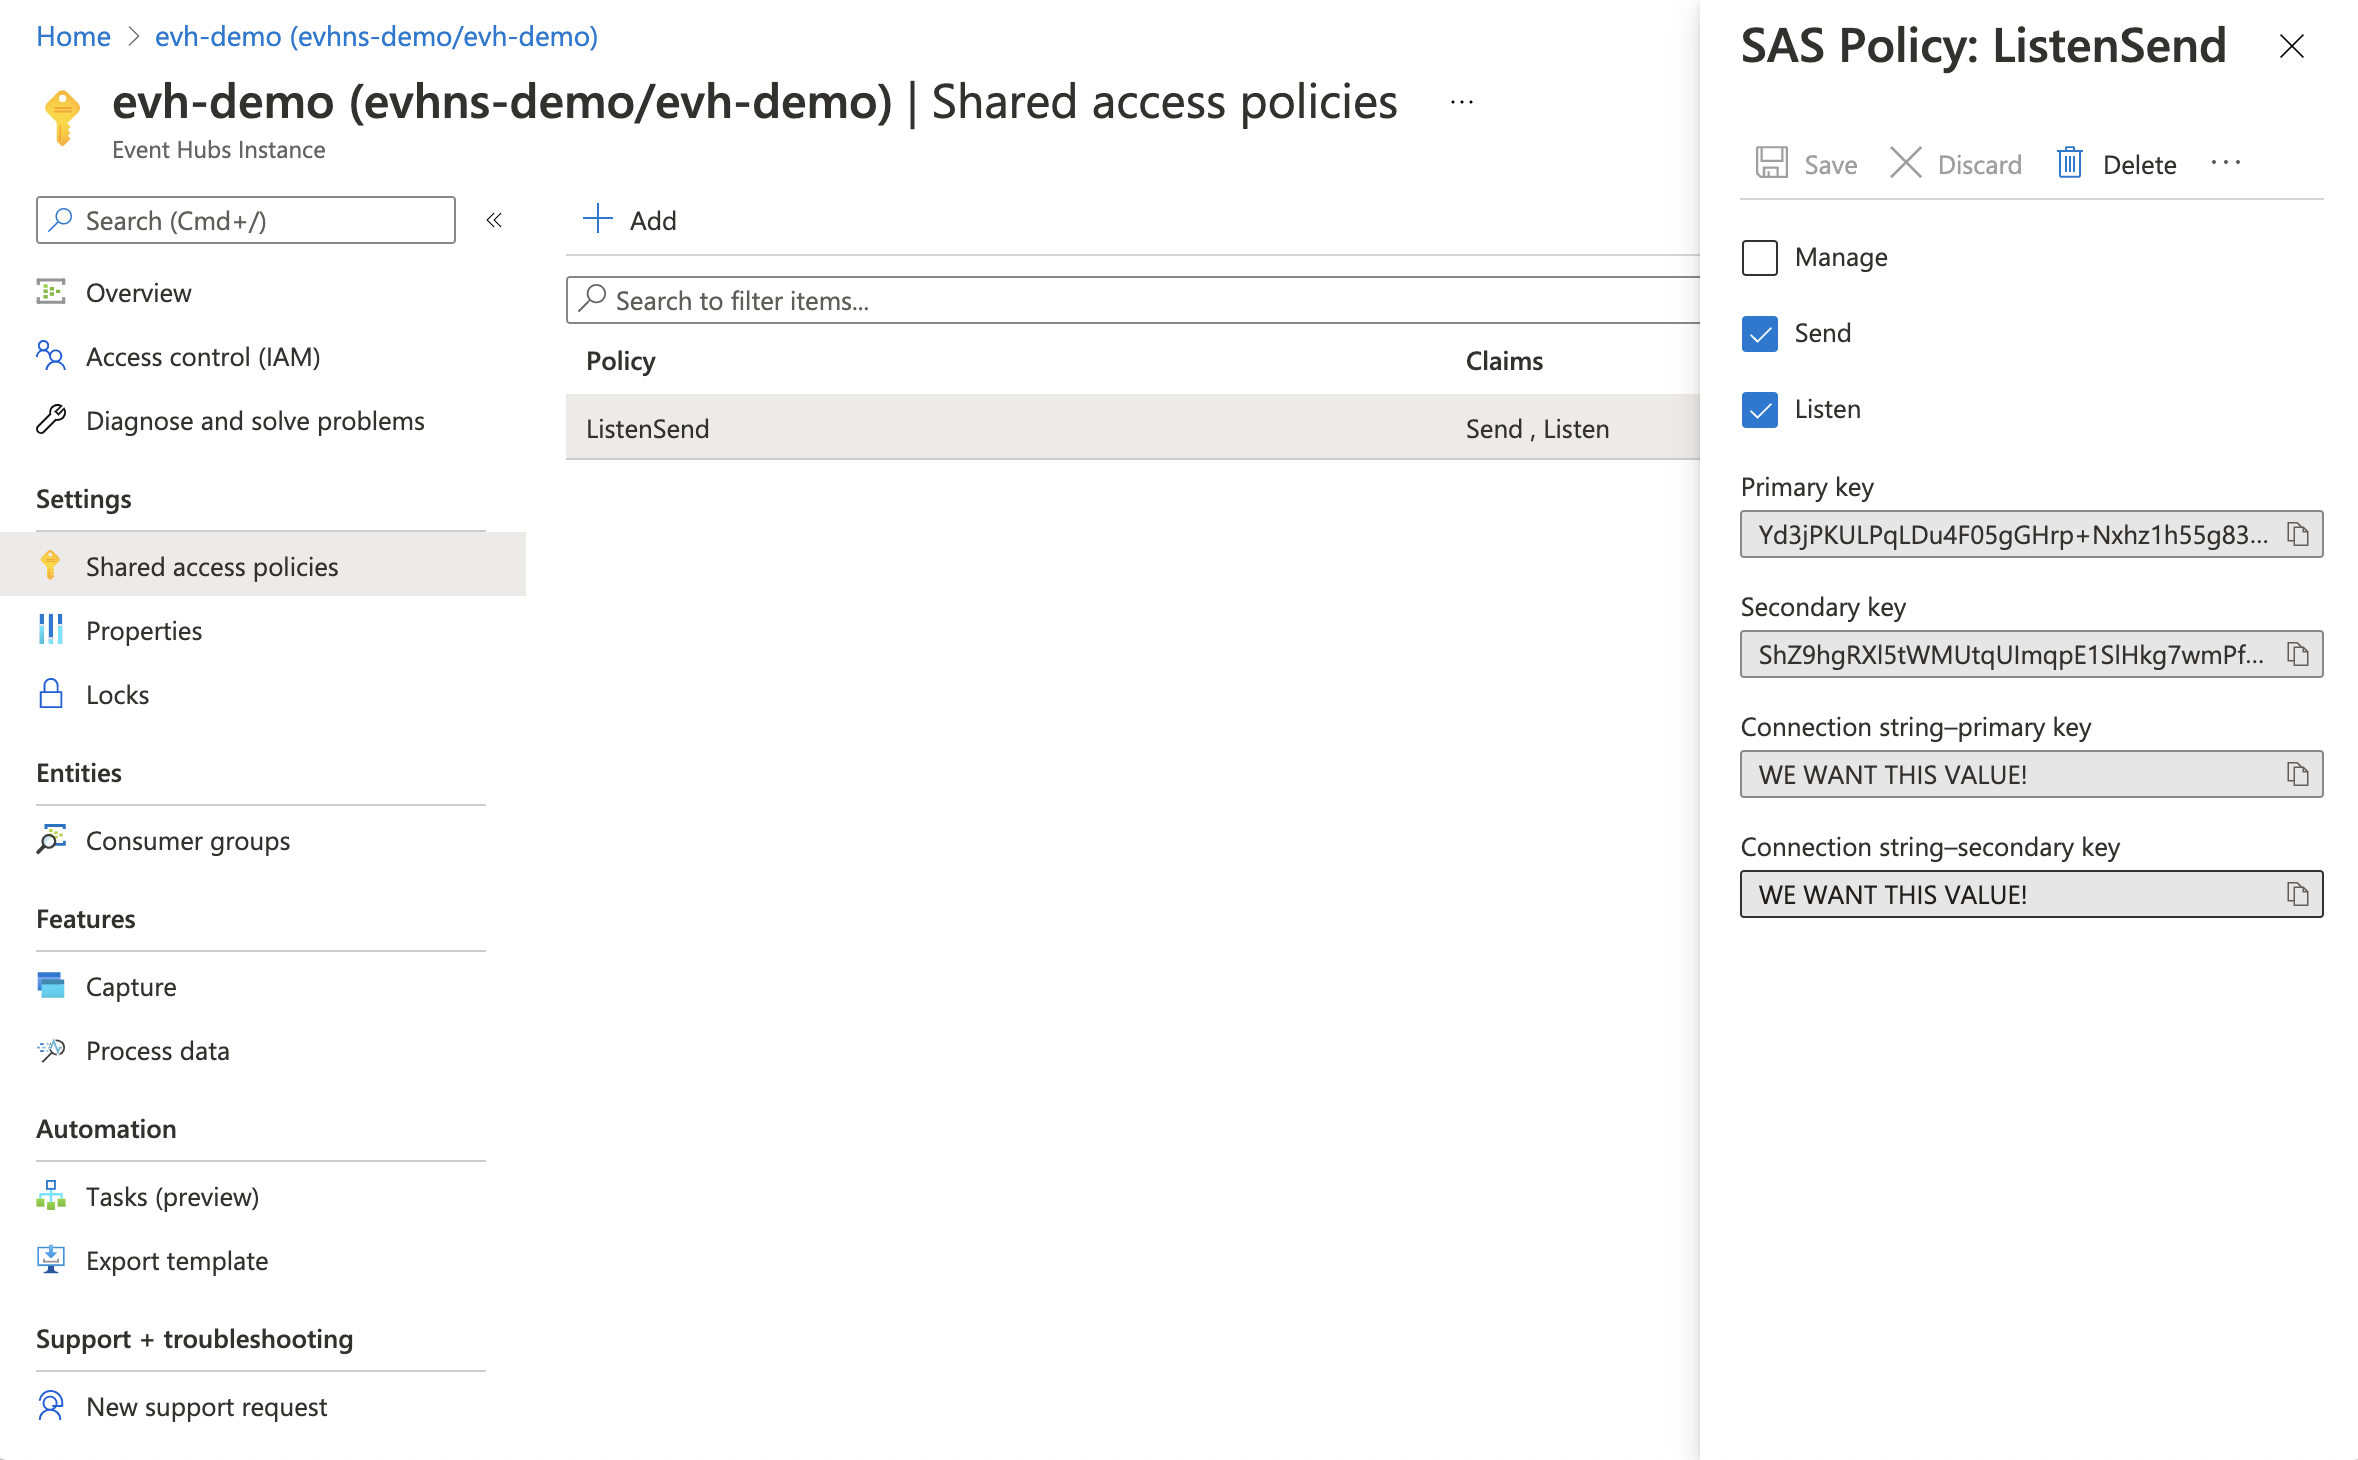 Home > evh-demo (evhns-demo/evh-demo)
evh-demo (evhns-demo/evh-demo) | Shared access policies ...
Event Hubs Instance
Search (Cmd+/)
«
Overview
Access control (IAM)
Diagnose and solve problems
Settings
Shared access policies
Properties
Locks
Entities
Consumer groups
Features
Capture
Process data
Automation
Tasks (preview)
Export template
Support + troubleshooting
New support request
Add
Search to filter items...
Policy Claims
ListenSend Send , Listen
SAS Policy: ListenSend
Save Discard Delete ...
Manage
Send
Listen
Primary key
Yd3jPKULPqLDu4F05gGHrp+Nxhz1h55g83...
Secondary key
ShZ9hgRXl5tWMUtqUImqpE1SlHkg7wmPf...
Connection string–primary key
WE WANT THIS VALUE!
Connection string–secondary key
WE WANT THIS VALUE!